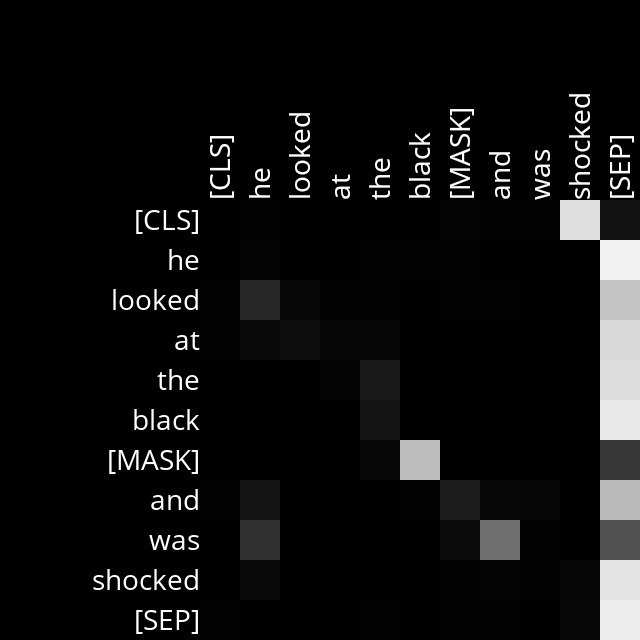 [CLS] he looked at the black [MASK] and was shocked [SEP]
[CLS]
he
looked
at
the
black
[MASK]
and
was
shocked
[SEP]